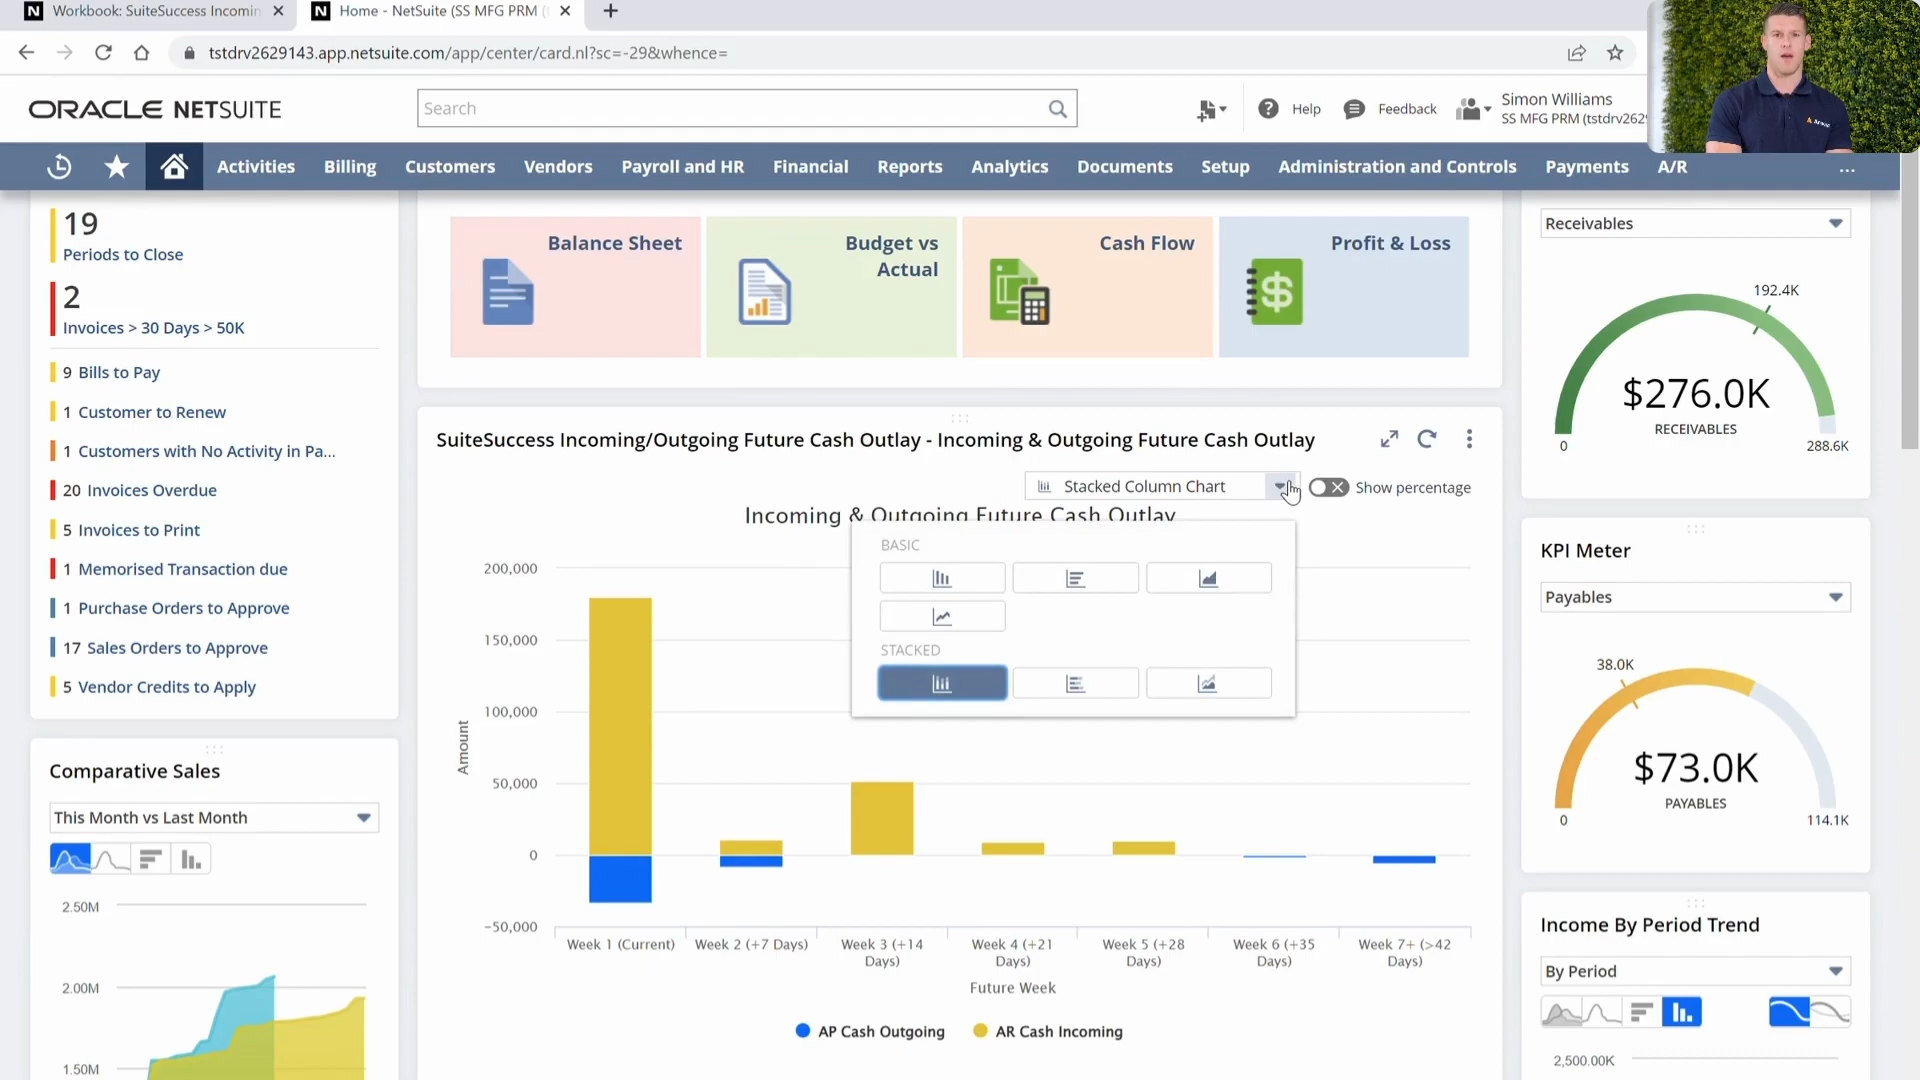 Workbook: SuiteSuccess Incomin
Home - NetSuite (SS MFG PRM (
tstdrv2629143.app.netsuite.com/app/center/card.nl?sc=-29&whence=
ORACLE NETSUITE
Search
Help
Feedback
Simon Williams
SS MFG PRM (tstdrv2629
Activities
Billing
Customers
Vendors
Payroll and HR
Financial
Reports
Analytics
Documents
Setup
Administration and Controls
Payments
A/R
...
19
Periods to Close
2
Invoices > 30 Days > 50K
9 Bills to Pay
1 Customer to Renew
1 Customers with No Activity in Pa...
20 Invoices Overdue
5 Invoices to Print
1 Memorised Transaction due
1 Purchase Orders to Approve
17 Sales Orders to Approve
5 Vendor Credits to Apply
Comparative Sales
This Month vs Last Month
2.50M
2.00M
1.50M
Balance Sheet
Budget vs
Actual
Cash Flow
Profit & Loss
SuiteSuccess Incoming/Outgoing Future Cash Outlay - Incoming & Outgoing Future Cash Outlay
Stacked Column Chart
Show percentage
Incoming & Outgoing Future Cash Outlay
BASIC
STACKED
Amount
200,000
150,000
100,000
50,000
0
-50,000
Week 1 (Current)
Week 2 (+7 Days)
Week 3 (+14
Days)
Week 4 (+21
Days)
Week 5 (+28
Days)
Week 6 (+35
Days)
Week 7+ (>42
Days)
Future Week
AP Cash Outgoing
AR Cash Incoming
Receivables
192.4K
$276.0K
RECEIVABLES
0
288.6K
KPI Meter
Payables
38.0K
$73.0K
PAYABLES
0
114.1K
Income By Period Trend
By Period
2,500.00K